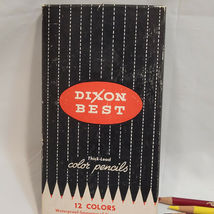 DIXON
BEST
Thick-Lead
color pencils
12 COLORS